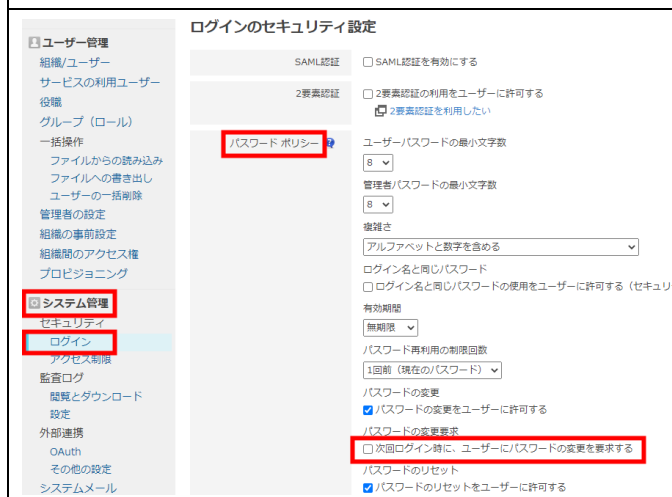 ログインのセキュリティ設定
ユーザー管理
組織/ユーザー
サービスの利用ユーザー
役職
グループ（ロール）
一括操作
ファイルからの読み込み
ファイルへの書き出し
ユーザーの一括削除
管理者の設定
組織の事前設定
組織間のアクセス権
プロビジョニング
システム管理
セキュリティ
ログイン
アクセス制限
監査ログ
閲覧とダウンロード
設定
外部連携
OAuth
その他の設定
システムメール
SAML認証
SAML認証を有効にする
2要素認証
2要素認証の利用をユーザーに許可する
2要素認証を利用したい
パスワード ポリシー
ユーザーパスワードの最小文字数
8
管理者パスワードの最小文字数
8
複雑さ
アルファベットと数字を含める
ログイン名と同じパスワード
ログイン名と同じパスワードの使用をユーザーに許可する（セキュリ
有効期間
無期限
パスワード再利用の制限回数
1回前（現在のパスワード）
パスワードの変更
パスワードの変更をユーザーに許可する
パスワードの変更要求
次回ログイン時に、ユーザーにパスワードの変更を要求する
パスワードのリセット
パスワードのリセットをユーザーに許可する